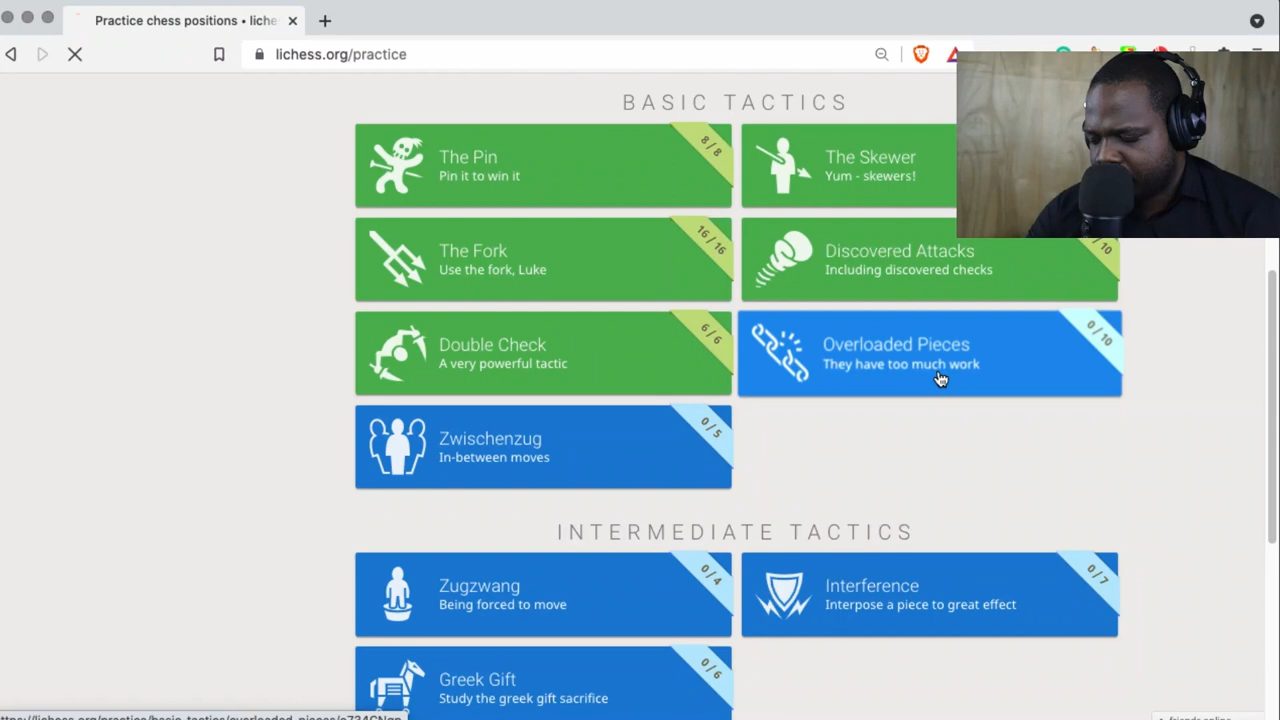 Practice chess positions • liche
lichess.org/practice
BASIC TACTICS
The Pin
Pin it to win it
8/8
The Skewer
Yum - skewers!
The Fork
Use the fork, Luke
16/16
Discovered Attacks
Including discovered checks
/10
Double Check
A very powerful tactic
6/6
Overloaded Pieces
They have too much work
0/10
Zwischenzug
In-between moves
0/5
INTERMEDIATE TACTICS
Zugzwang
Being forced to move
0/4
Interference
Interpose a piece to great effect
0/7
Greek Gift
Study the greek gift sacrifice
0/6